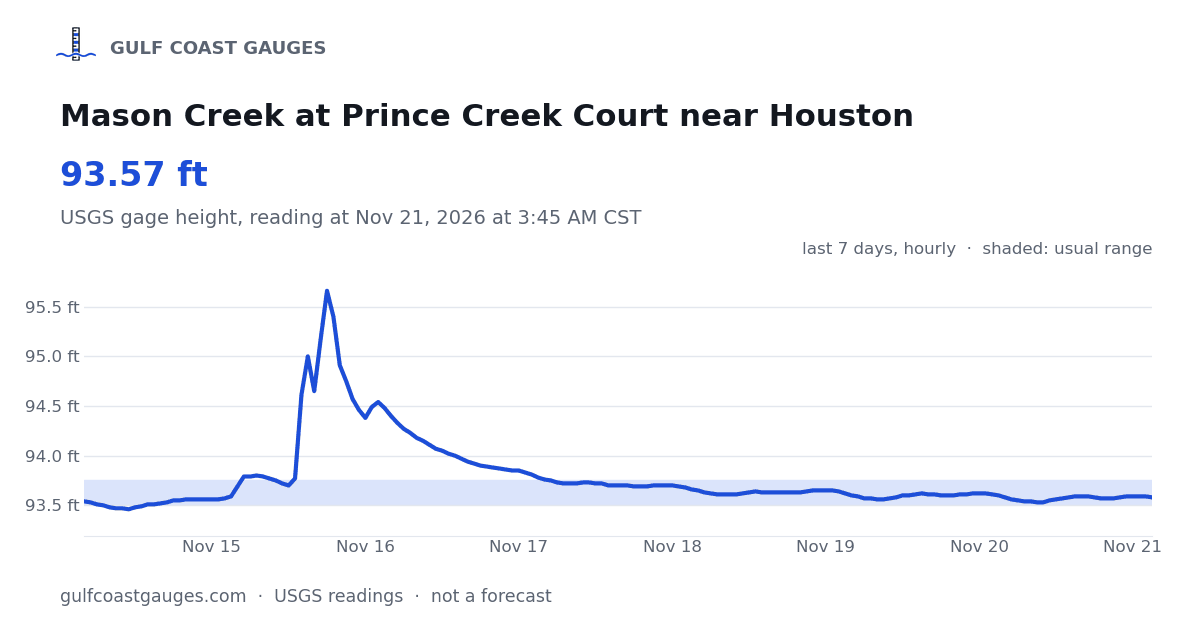 GULF COAST GAUGES
Mason Creek at Prince Creek Court near Houston
93.57 ft
USGS gage height, reading at Nov 21, 2026 at 3:45 AM CST
last 7 days, hourly · shaded: usual range
95.5 ft
95.0 ft
94.5 ft
94.0 ft
93.5 ft
Nov 15 Nov 16 Nov 17 Nov 18 Nov 19 Nov 20 Nov 21
gulfcoastgauges.com · USGS readings · not a forecast